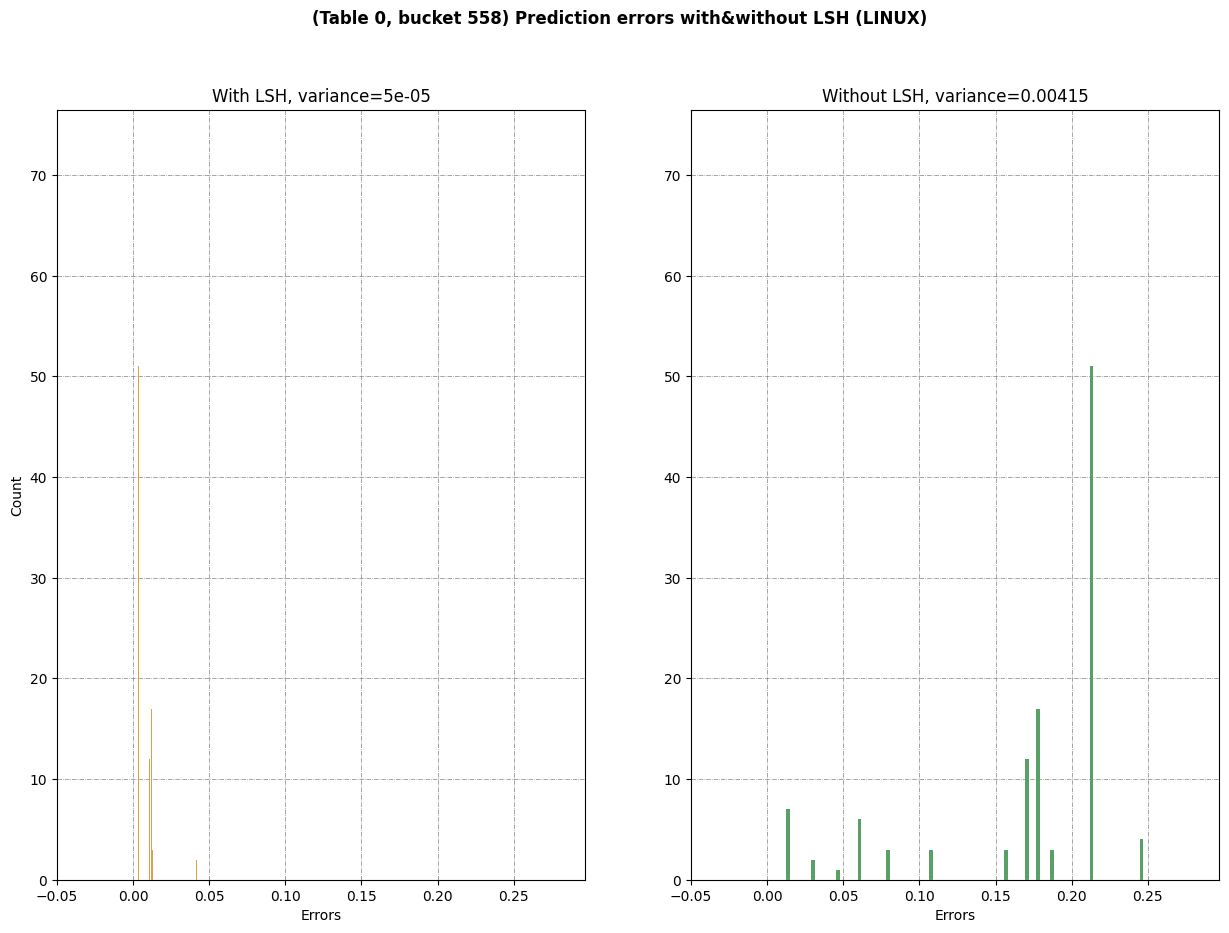 (Table 0, bucket 558) Prediction errors with&without LSH (LINUX)
With LSH, variance=5e-05
70
60
50
40
30
20
10
0
Count
−0.05 0.00 0.05 0.10 0.15 0.20 0.25
Errors
Without LSH, variance=0.00415
70
60
50
40
30
20
10
0
−0.05 0.00 0.05 0.10 0.15 0.20 0.25
Errors